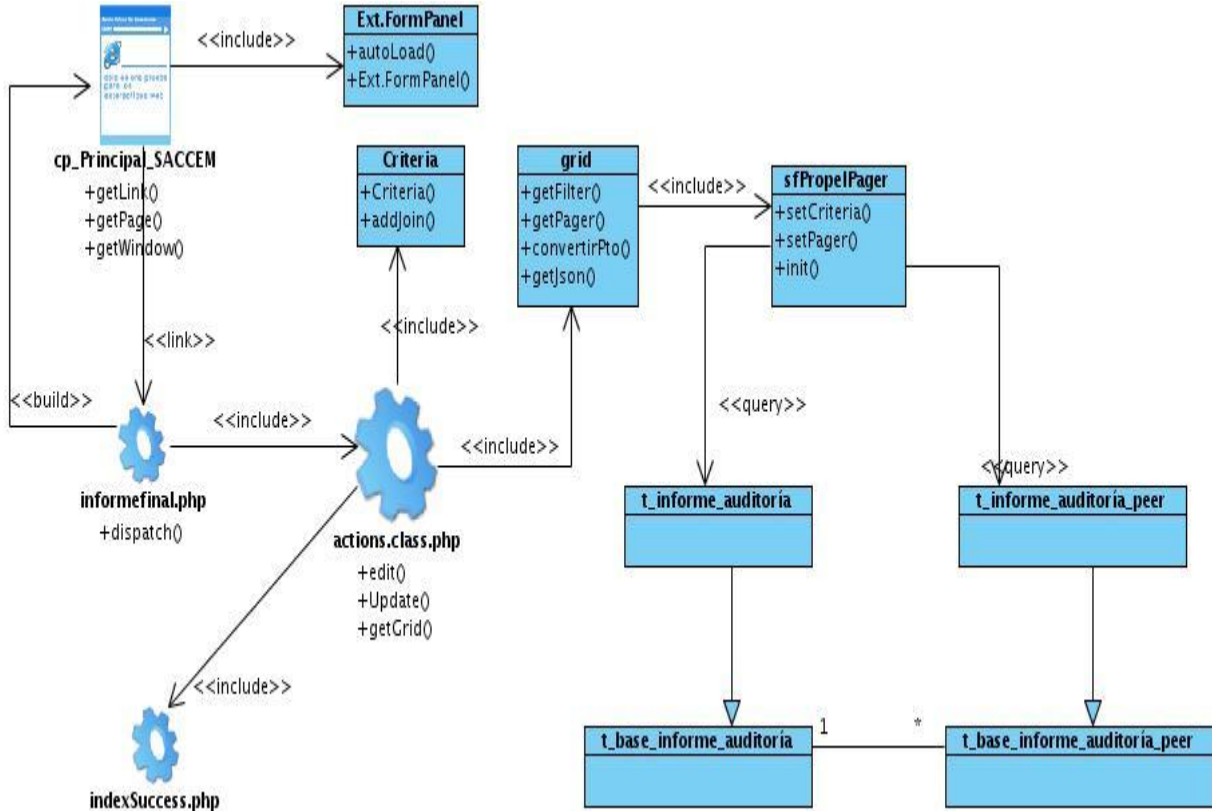 <<include>>
Ext.FormPanel
+autoLoad()
+Ext.FormPanel()
cp_Principal_SACCEM
+getLink()
+getPage()
+getWindow()
Criteria
+Criteria()
+addJoin()
grid
+getFilter()
+getPager()
+convertirPto()
+getJson()
<<include>>
sfPropelPager
+setCriteria()
+setPager()
+init()
<<link>>
<<include>>
<<build>>
<<include>>
<<include>>
<<query>>
<<query>>
informefinal.php
+dispatch()
actions.class.php
+edit()
+Update()
+getGrid()
t_informe_auditoría
t_informe_auditoría_peer
<<include>>
indexSuccess.php
t_base_informe_auditoría
1
*
t_base_informe_auditoría_peer